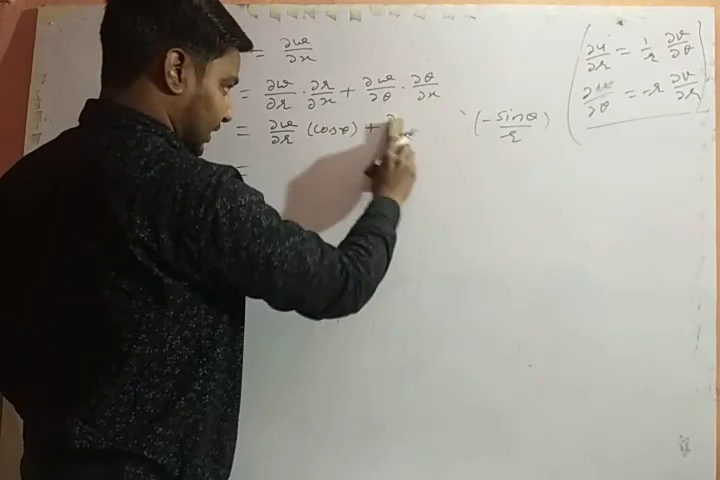 = ∂w/∂x
= ∂w/∂r · ∂r/∂x + ∂w/∂θ · ∂θ/∂x
= ∂w/∂r (cosθ) + (-sinθ/r)
=
∂u/∂r = 1/r ∂v/∂θ
∂u/∂θ = -r ∂v/∂r